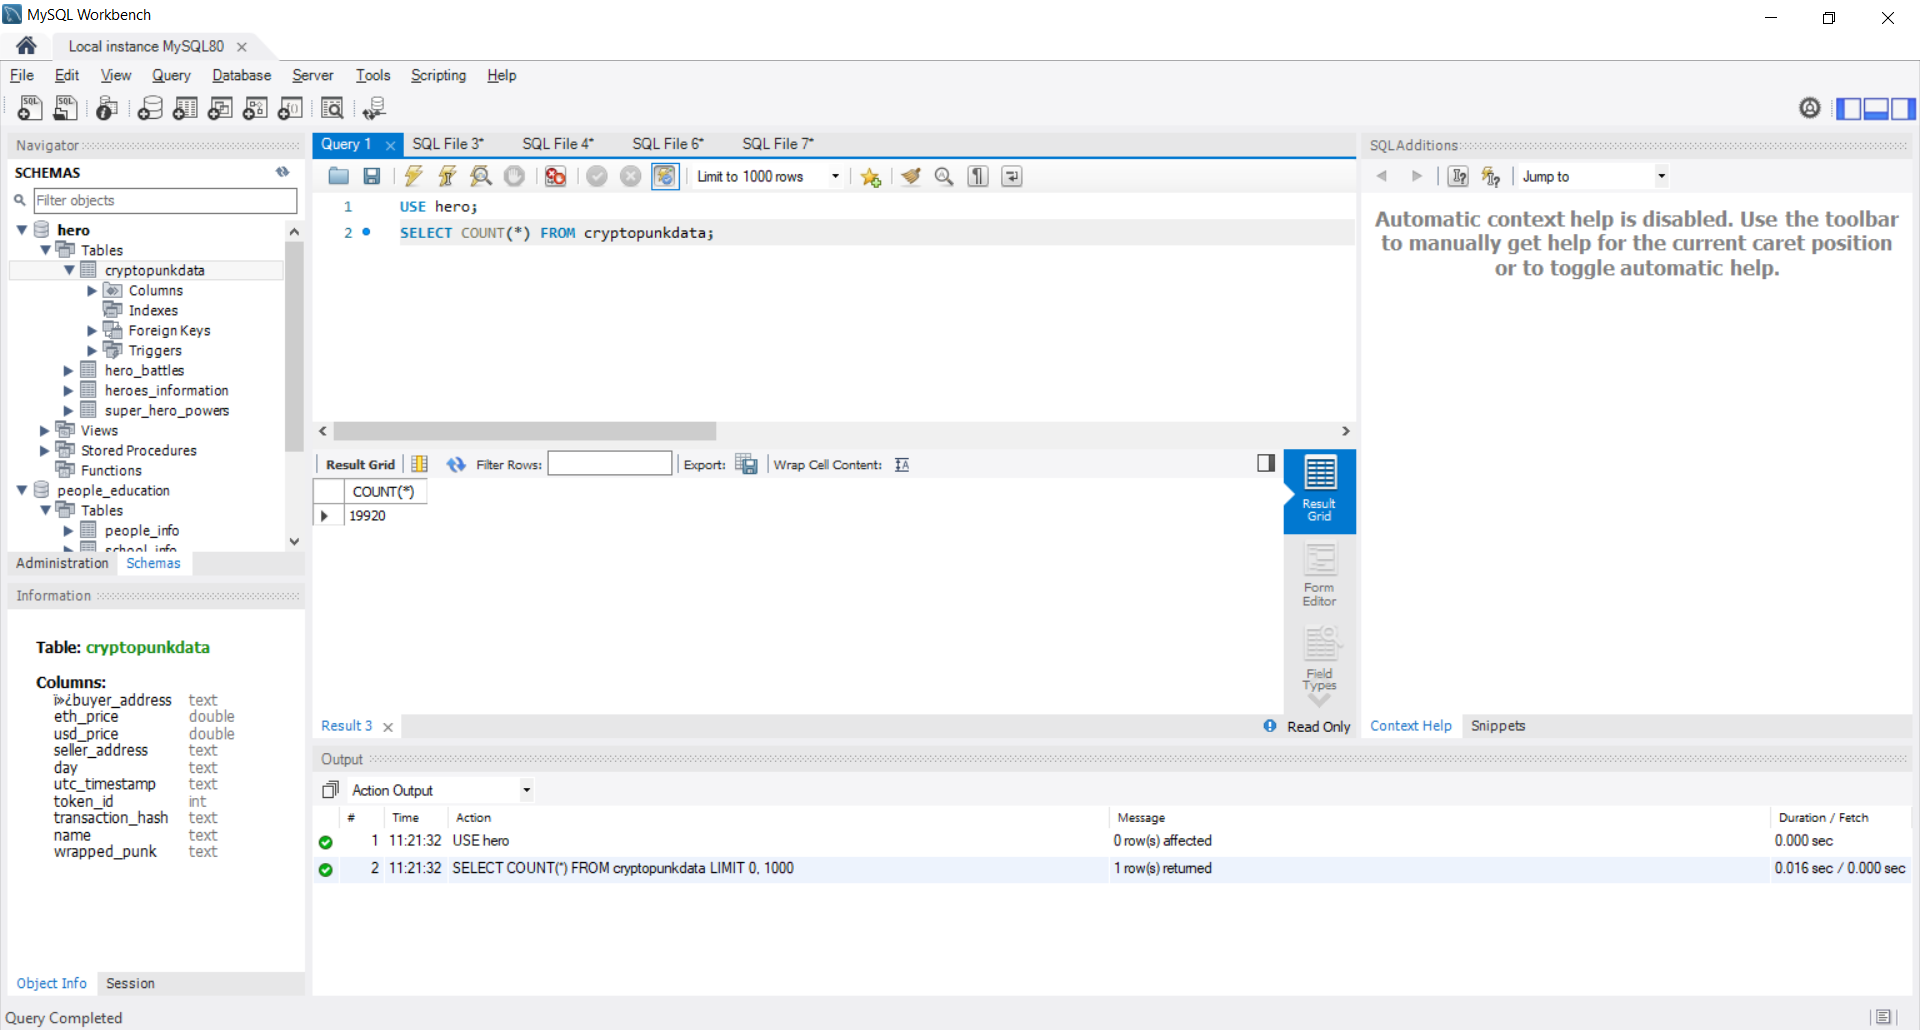 MySQL Workbench
Local instance MySQL80
File Edit View Query Database Server Tools Scripting Help
Navigator
SCHEMAS
Filter objects
hero
Tables
cryptopunkdata
Columns
Indexes
Foreign Keys
Triggers
hero_battles
heroes_information
super_hero_powers
Views
Stored Procedures
Functions
people_education
Tables
people_info
school_info
Administration Schemas
Information
Table: cryptopunkdata
Columns:
ï»¿buyer_address text
eth_price double
usd_price double
seller_address text
day text
utc_timestamp text
token_id int
transaction_hash text
name text
wrapped_punk text
Object Info Session
Query 1 SQL File 3* SQL File 4* SQL File 6* SQL File 7*
Limit to 1000 rows
1 USE hero;
2 SELECT COUNT(*) FROM cryptopunkdata;
Result Grid Filter Rows: Export: Wrap Cell Content:
COUNT(*)
19920
Result Grid
Form Editor
Field Types
Result 3 Read Only
SQLAdditions
Jump to
Automatic context help is disabled. Use the toolbar
to manually get help for the current caret position
or to toggle automatic help.
Context Help Snippets
Output
Action Output
# Time Action Message Duration / Fetch
1 11:21:32 USE hero 0 row(s) affected 0.000 sec
2 11:21:32 SELECT COUNT(*) FROM cryptopunkdata LIMIT 0, 1000 1 row(s) returned 0.016 sec / 0.000 sec
Query Completed